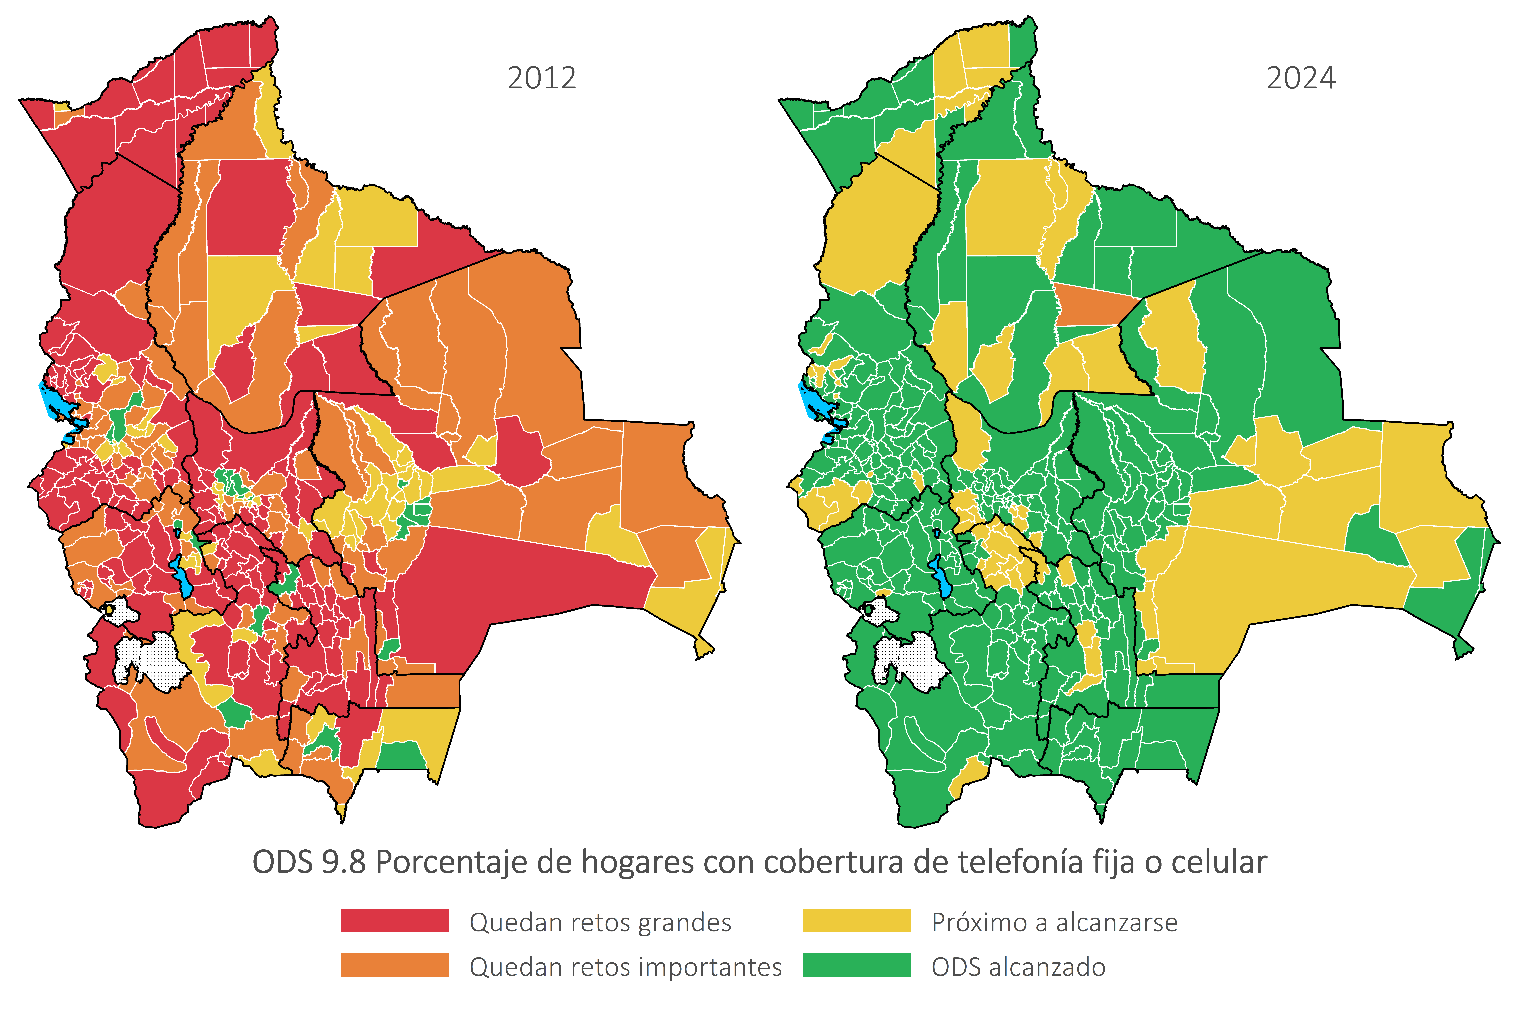 2012
2024
ODS 9.8 Porcentaje de hogares con cobertura de telefonía fija o celular
Quedan retos grandes
Próximo a alcanzarse
Quedan retos importantes
ODS alcanzado